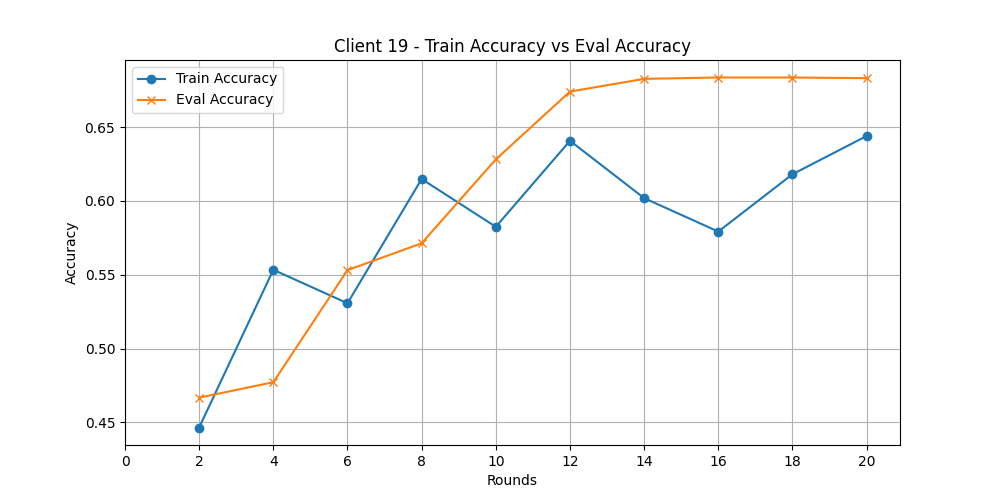 Client 19 - Train Accuracy vs Eval Accuracy
Train Accuracy
Eval Accuracy
Accuracy
0.65
0.60
0.55
0.50
0.45
0 2 4 6 8 10 12 14 16 18 20
Rounds